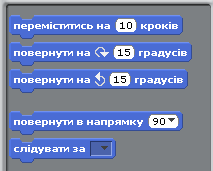 переміститись на 10 кроків
повернути на 15 градусів
повернути на 15 градусів
повернути в напрямку 90
слідувати за